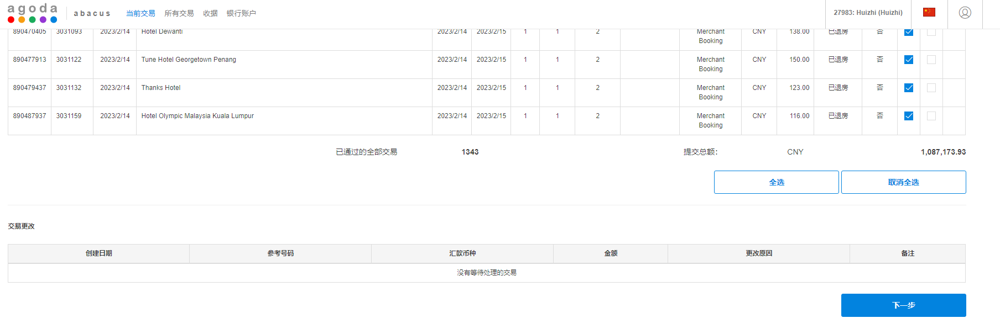 agoda
abacus 当前交易 所有交易 收据 银行账户 27983: Huizhi (Huizhi)
890470405 3031093 2023/2/14 Hotel Dewanti 2023/2/14 2023/2/15 1 1 2 Merchant Booking CNY 138.00 已退房 否
890477913 3031122 2023/2/14 Tune Hotel Georgetown Penang 2023/2/14 2023/2/15 1 1 2 Merchant Booking CNY 150.00 已退房 否
890479437 3031132 2023/2/14 Thanks Hotel 2023/2/14 2023/2/15 1 1 2 Merchant Booking CNY 123.00 已退房 否
890487937 3031159 2023/2/14 Hotel Olympic Malaysia Kuala Lumpur 2023/2/14 2023/2/15 1 1 2 Merchant Booking CNY 116.00 已退房 否
已通过的全部交易 1343 提交总额: CNY 1,087,173.93
全选 取消全选
交易更改
创建日期 参考号码 汇款币种 金额 更改原因 备注
没有等待处理的交易
下一步